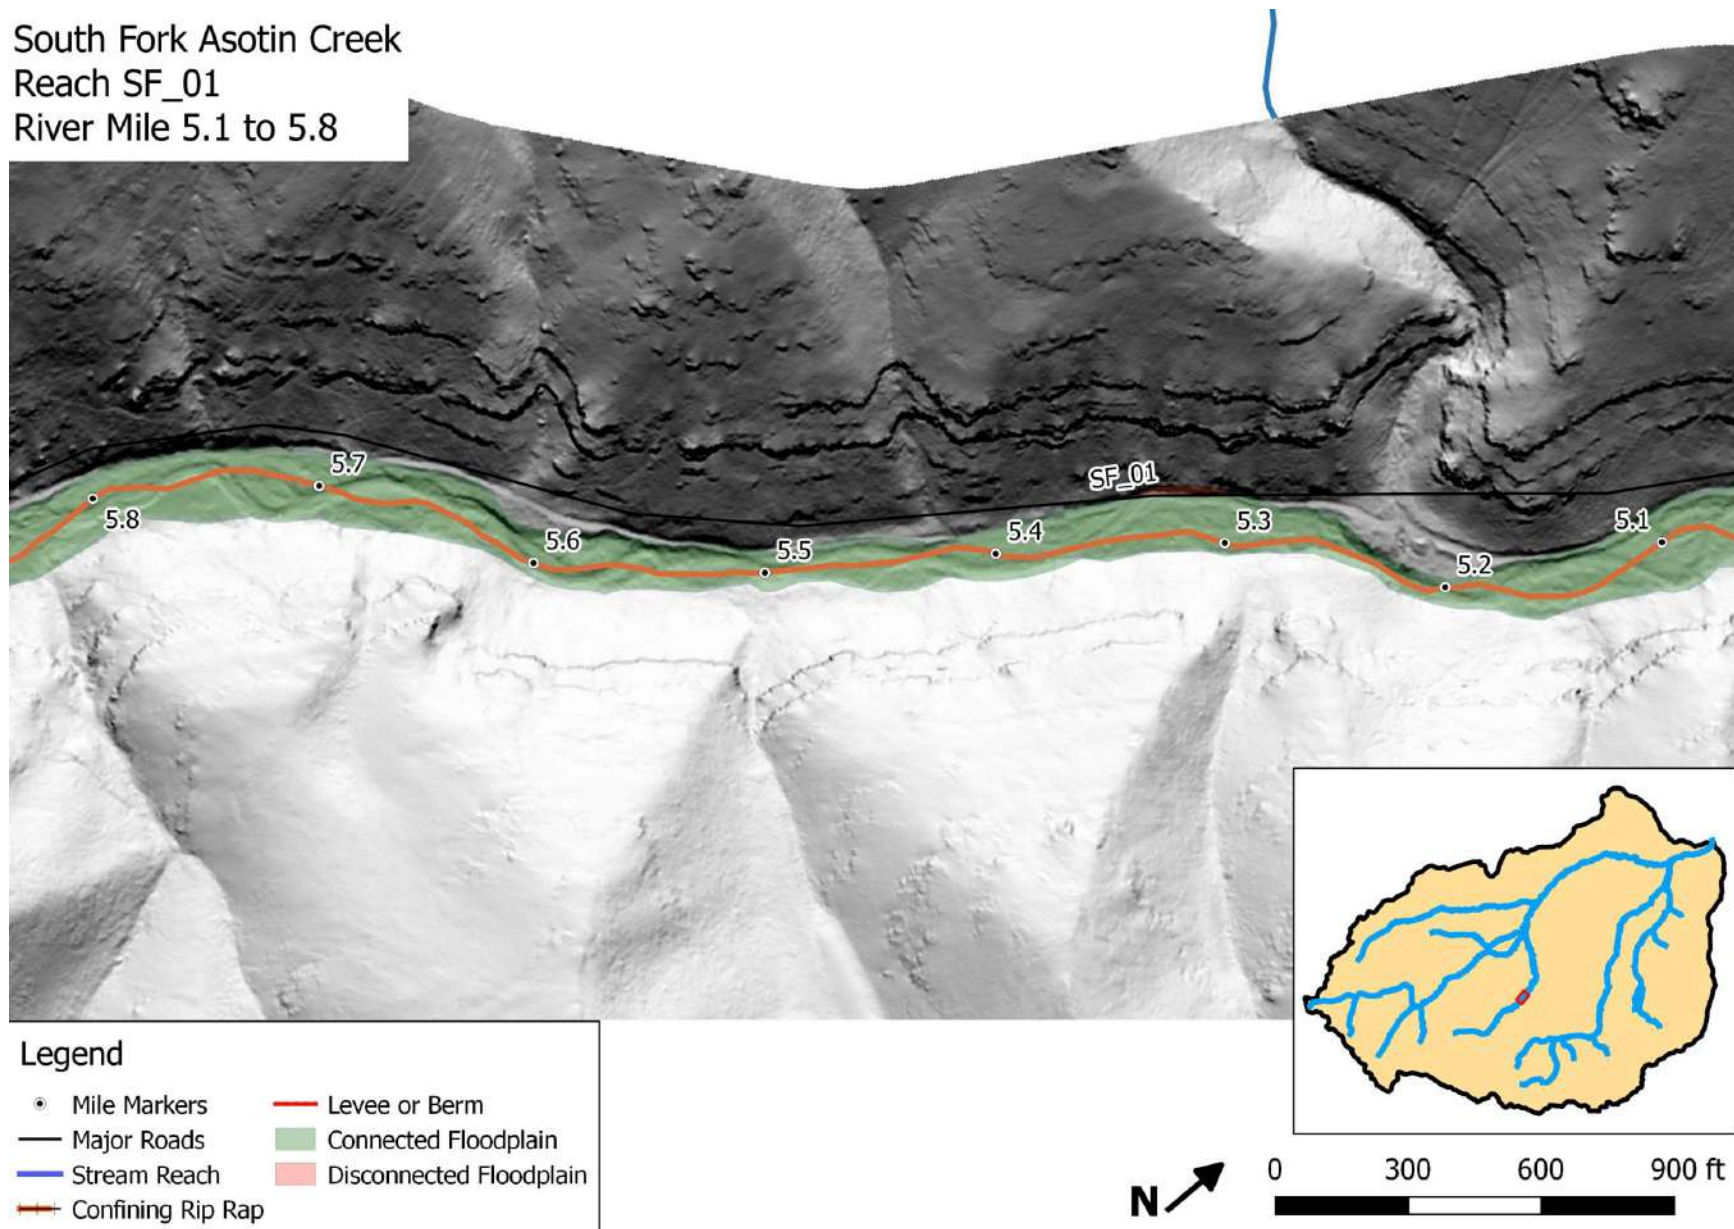 South Fork Asotin Creek
Reach SF_01
River Mile 5.1 to 5.8
5.7
5.8
5.6
5.5
5.4
SF_01
5.3
5.2
5.1
Legend
Mile Markers
Major Roads
Stream Reach
Confining Rip Rap
Levee or Berm
Connected Floodplain
Disconnected Floodplain
N
0 300 600 900 ft